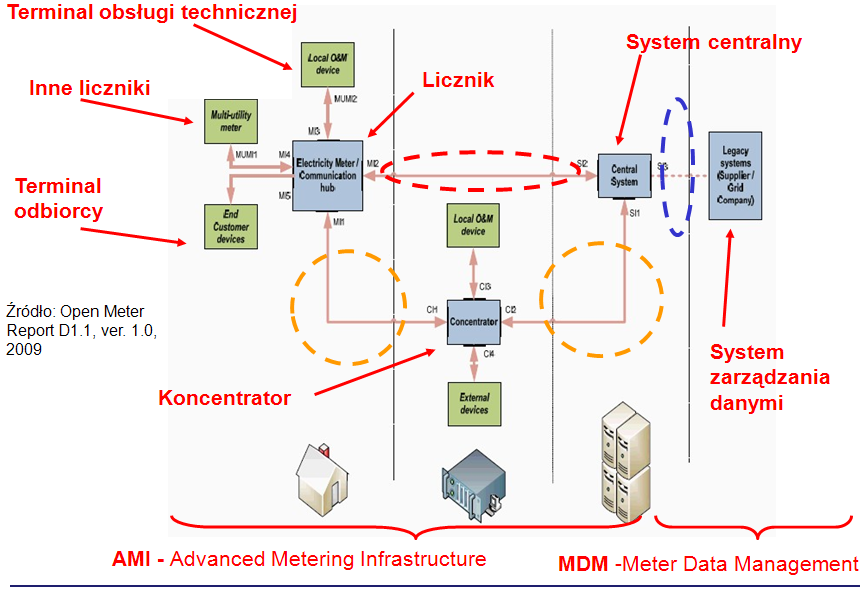 Terminal obsługi technicznej
System centralny
Local O&M
device
Inne liczniki
Licznik
MUMI2
Multi-utility
meter
MI3
MUMI1
MI4
Electricity Meter /
Communication
hub
MI2
SI2
Central
System
SI3
Legacy
systems
(Supplier /
Grid
Company)
MI5
Terminal
odbiorcy
End
Customer
devices
MI1
Local O&M
device
SI1
CI3
Źródło: Open Meter
Report D1.1, ver. 1.0,
2009
CI1
CI2
Concentrator
CI4
System
zarządzania
danymi
Koncentrator
External
devices
AMI - Advanced Metering Infrastructure
MDM -Meter Data Management